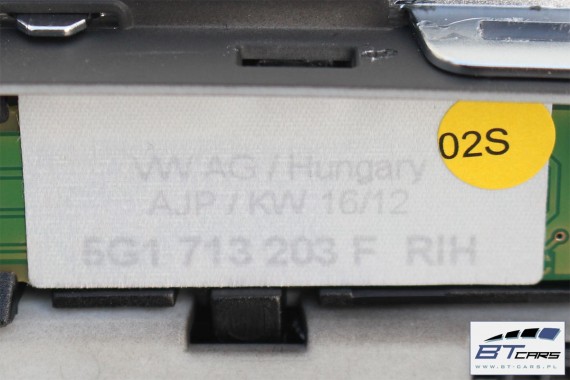 02S
VW AG / Hungary
AJP / KW 16/12
5G1 713 203 F RIH
BTCARS
WWW.BT-CARS.PL